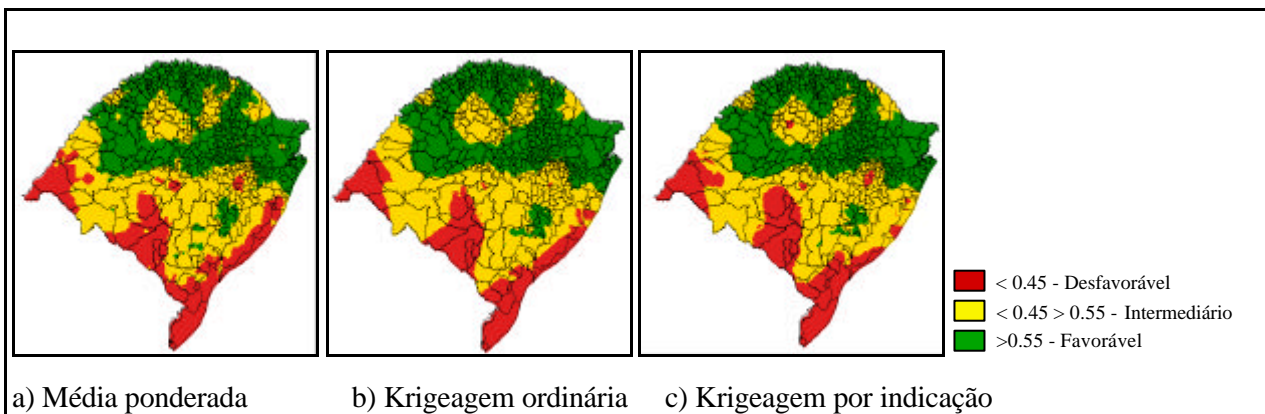 < 0.45 - Desfavorável
< 0.45 > 0.55 - Intermediário
>0.55 - Favorável
a) Média ponderada
b) Krigeagem ordinária
c) Krigeagem por indicação